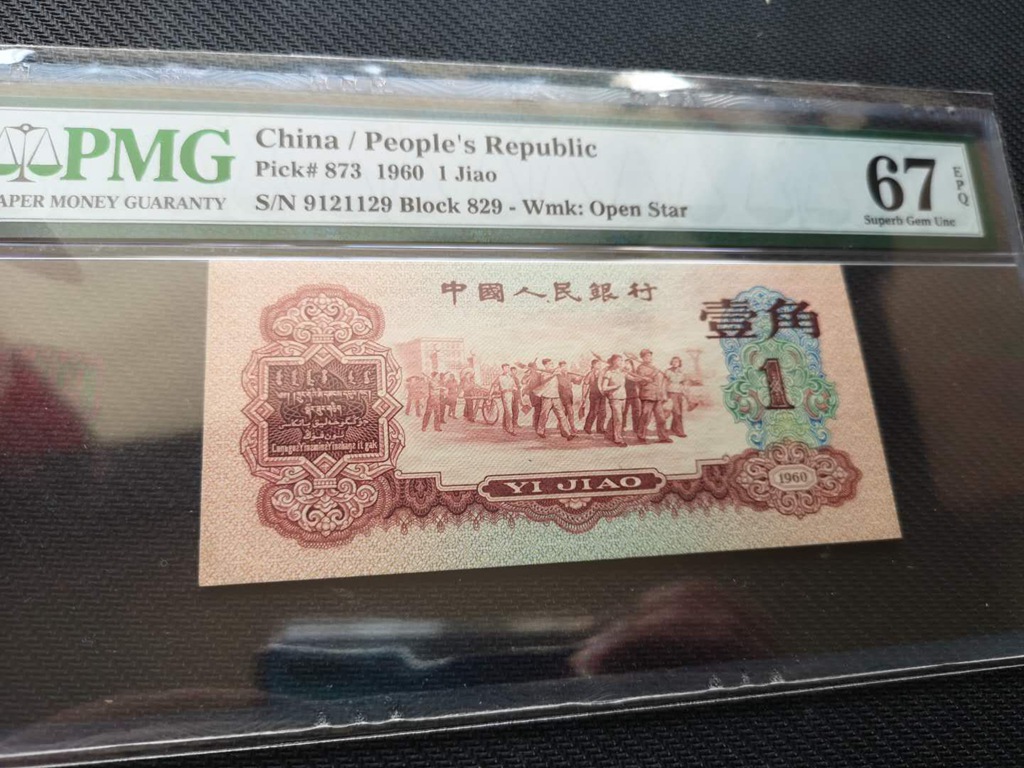 PMG
APER MONEY GUARANTY
China / People's Republic
Pick# 873 1960 1 Jiao
S/N 9121129 Block 829 - Wmk: Open Star
67
EPQ
Superb Gem Unc
中國人民銀行
壹角
1
YI JIAO
1960